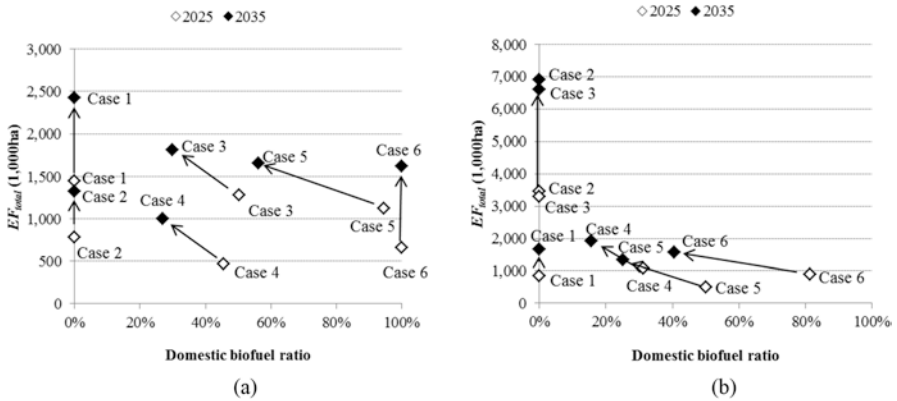 ◇2025 ◆2035
EF_total (1,000ha)
3,000
2,500
2,000
1,500
1,000
500
0
Case 1
Case 1
Case 2
Case 2
Case 3
Case 3
Case 4
Case 4
Case 5
Case 5
Case 6
Case 6
0% 20% 40% 60% 80% 100%
Domestic biofuel ratio
(a)
◇2025 ◆2035
EF_total (1,000ha)
8,000
7,000
6,000
5,000
4,000
3,000
2,000
1,000
0
Case 2
Case 3
Case 2
Case 3
Case 1
Case 1
Case 4
Case 5
Case 6
Case 4
Case 5
Case 6
0% 20% 40% 60% 80% 100%
Domestic biofuel ratio
(b)